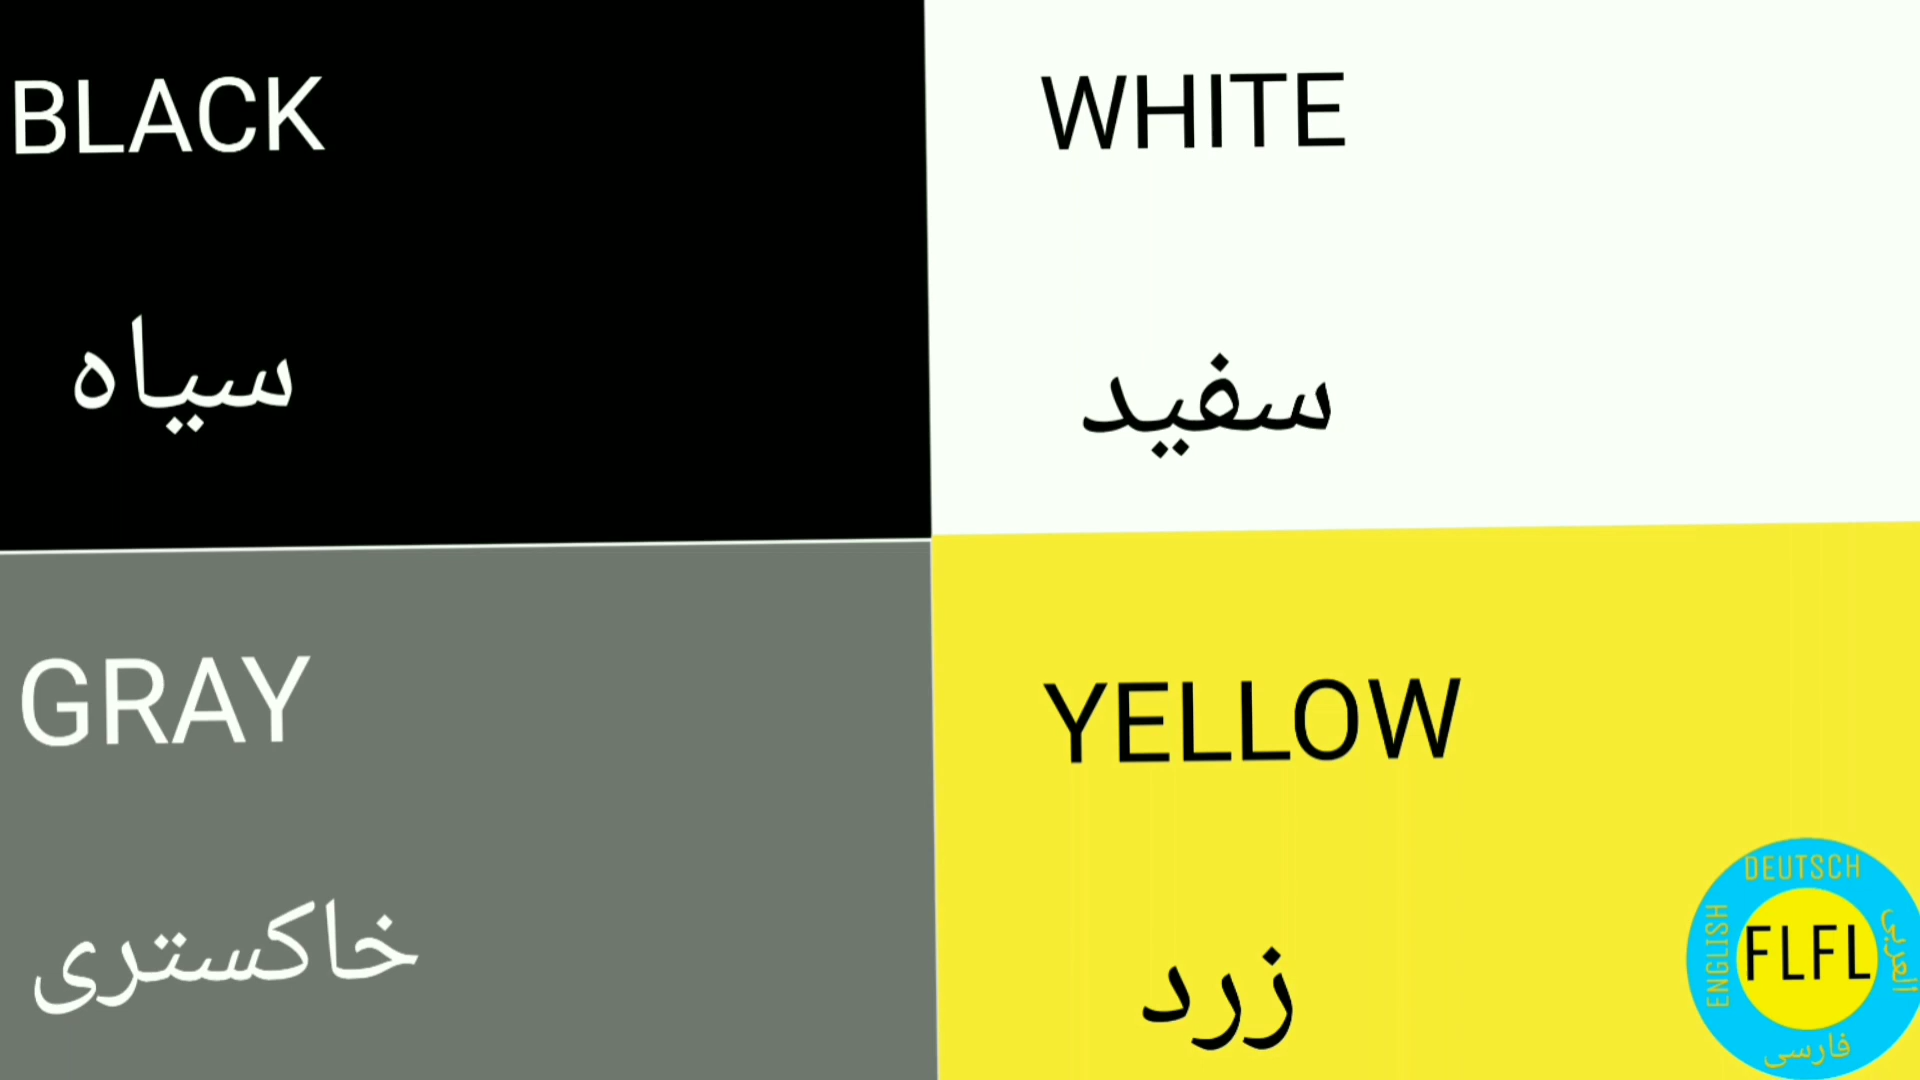 BLACK
سیاه
WHITE
سفید
GRAY
خاکستری
YELLOW
زرد
DEUTSCH
ENGLISH
FLFL
العربی
فارسی